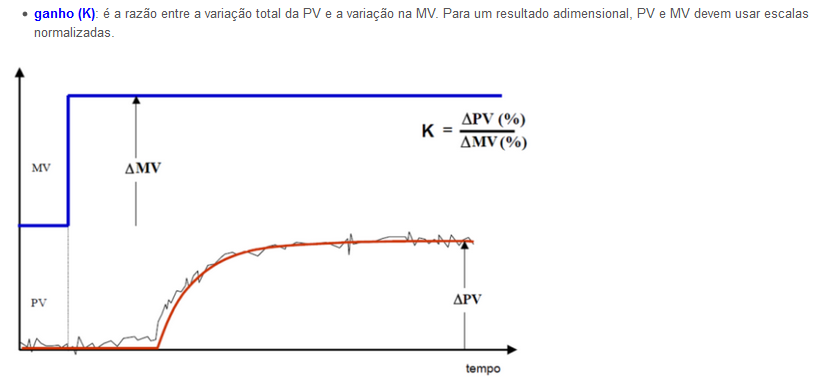 • ganho (K): é a razão entre a variação total da PV e a variação na MV. Para um resultado adimensional, PV e MV devem usar escalas
normalizadas.
K = ΔPV (%)
ΔMV (%)
MV
ΔMV
PV
ΔPV
tempo